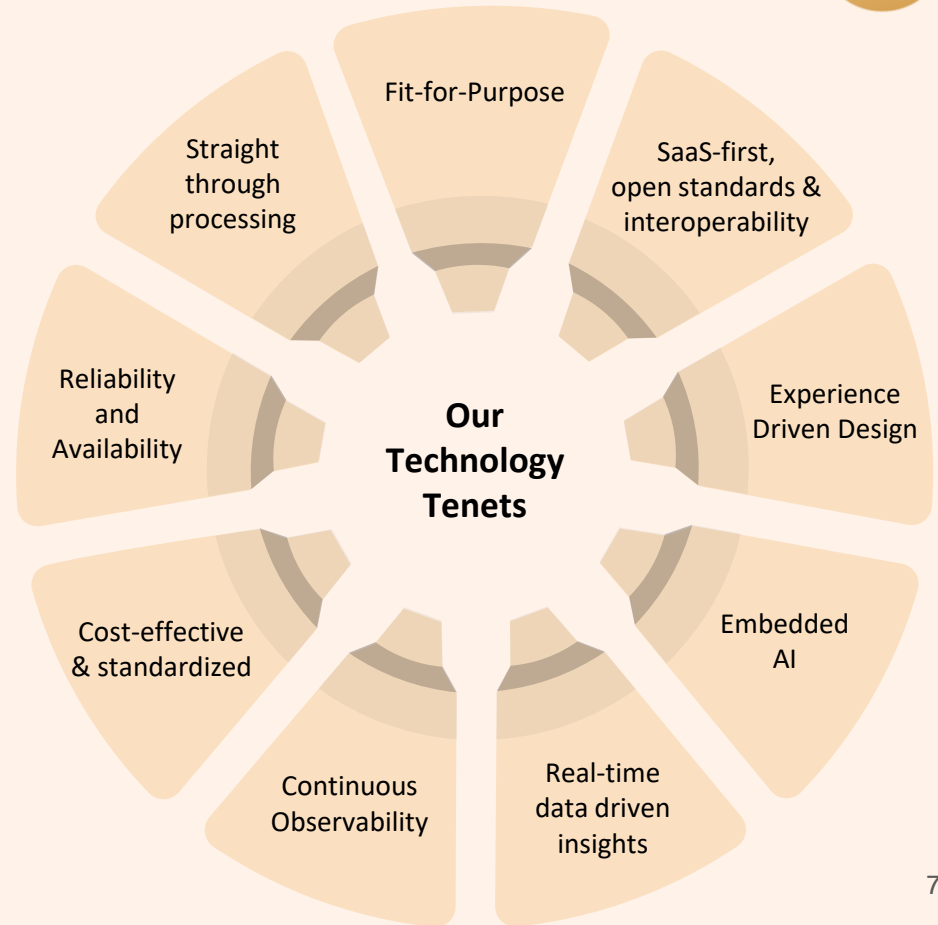 Fit-for-Purpose
SaaS-first,
open standards &
interoperability
Experience
Driven Design
Embedded
AI
Real-time
data driven
insights
Continuous
Observability
Cost-effective
& standardized
Reliability
and
Availability
Straight
through
processing
Our
Technology
Tenets
7